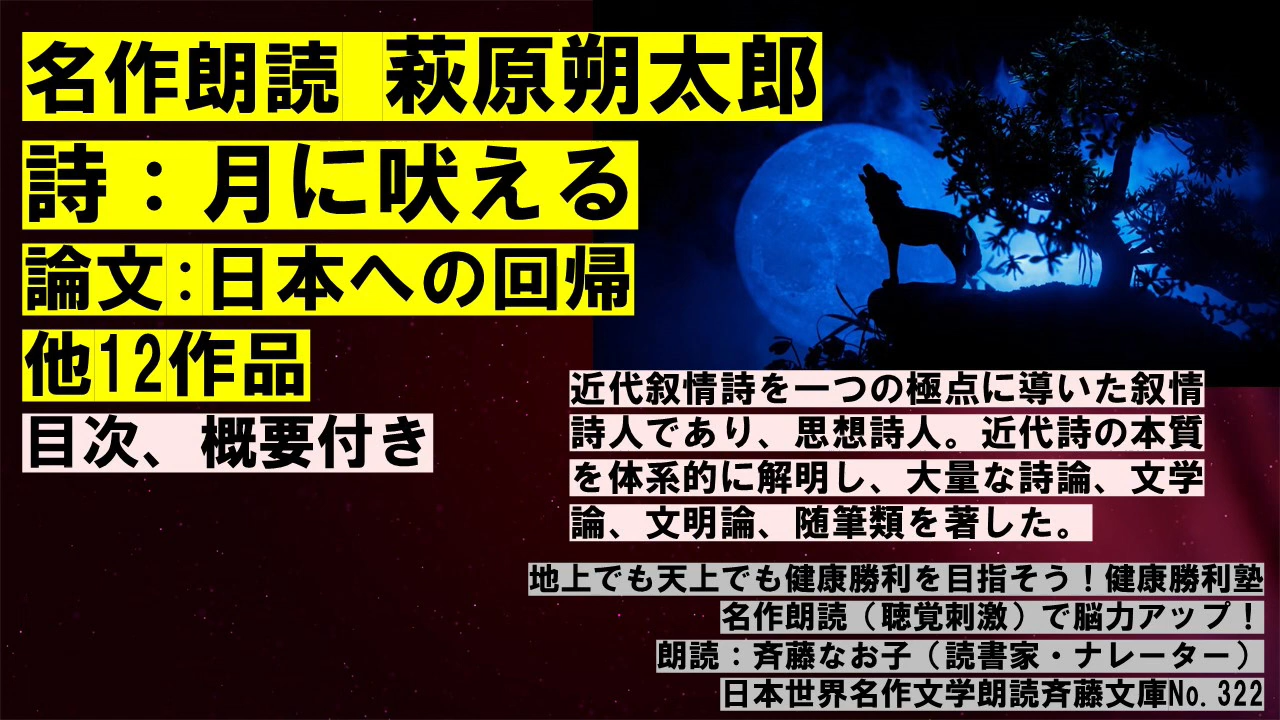 名作朗読 萩原朔太郎
詩：月に吠える
論文:日本への回帰
他12作品
目次、概要付き
近代叙情詩を一つの極点に導いた叙情
詩人であり、思想詩人。近代詩の本質
を体系的に解明し、大量な詩論、文学
論、文明論、随筆類を著した。
地上でも天上でも健康勝利を目指そう！健康勝利塾
名作朗読（聴覚刺激）で脳力アップ！
朗読：斉藤なお子（読書家・ナレーター）
日本世界名作文学朗読斉藤文庫No.322